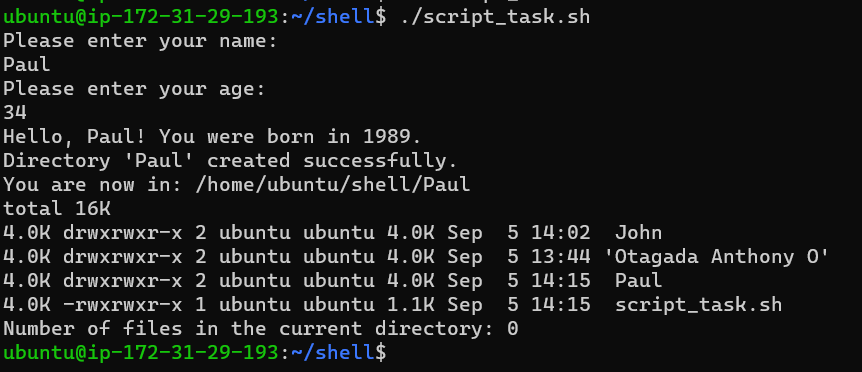 ubuntu@ip-172-31-29-193:~/shell$ ./script_task.sh
Please enter your name:
Paul
Please enter your age:
34
Hello, Paul! You were born in 1989.
Directory 'Paul' created successfully.
You are now in: /home/ubuntu/shell/Paul
total 16K
4.0K drwxrwxr-x 2 ubuntu ubuntu 4.0K Sep  5 14:02  John
4.0K drwxrwxr-x 2 ubuntu ubuntu 4.0K Sep  5 13:44 'Otagada Anthony O'
4.0K drwxrwxr-x 2 ubuntu ubuntu 4.0K Sep  5 14:15  Paul
4.0K -rwxrwxr-x 1 ubuntu ubuntu 1.1K Sep  5 14:15  script_task.sh
Number of files in the current directory: 0
ubuntu@ip-172-31-29-193:~/shell$